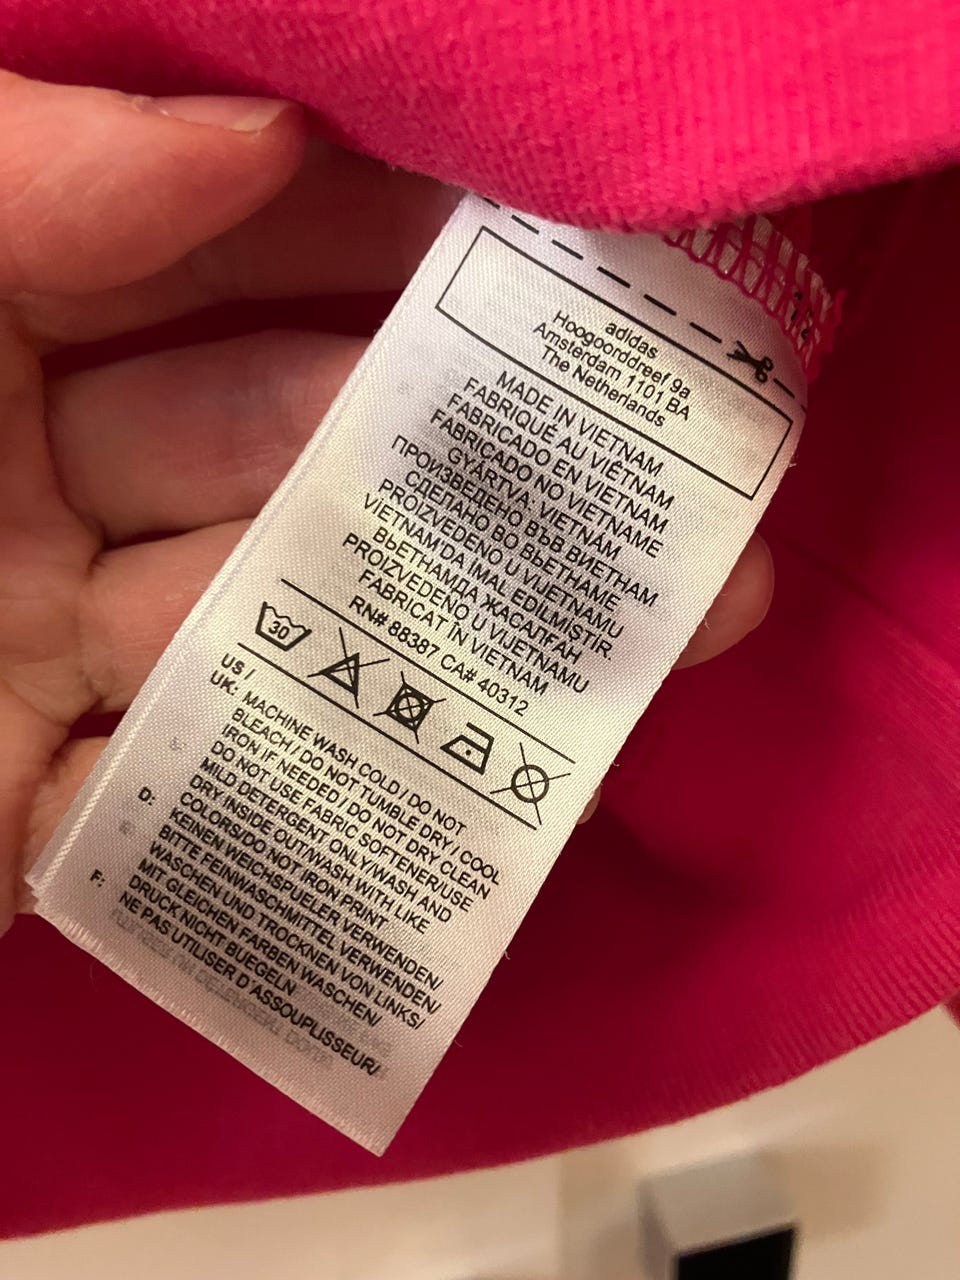 adidas
Hoogoorddreef 9a
Amsterdam 1101 BA
The Netherlands
MADE IN VIETNAM
FABRIQUÉ AU VIÊTNAM
FABRICADO EN VIETNAM
FABRICADO NO VIETNAME
GYÁRTVA: VIETNÁM
ПРОИЗВЕДЕНО ВЪВ ВИЕТНАМ
СДЕЛАНО ВО ВЬЕТНАМЕ
PROIZVEDENO U VIJETNAMU
VİETNAM'DA IMAL EDILMIŞTIR.
ВЬЕТНАМДА ЖАСАЛҒАН
PROIZVEDENO U VIJETNAMU
FABRICAT ÎN VIETNAM
RN# 88387 CA# 40312
30
US /
UK: MACHINE WASH COLD / DO NOT
BLEACH / DO NOT TUMBLE DRY / COOL
IRON IF NEEDED / DO NOT DRY CLEAN
DO NOT USE FABRIC SOFTENER/USE
MILD DETERGENT ONLY/WASH AND
DRY INSIDE OUT/WASH WITH LIKE
COLORS/DO NOT IRON PRINT
D: KEINEN WEICHSPUELER VERWENDEN/
BITTE FEINWASCHMITTEL VERWENDEN/
WASCHEN UND TROCKNEN VON LINKS/
MIT GLEICHEN FARBEN WASCHEN/
DRUCK NICHT BUEGELN
F: NE PAS UTILISER D'ASSOUPLISSEUR/